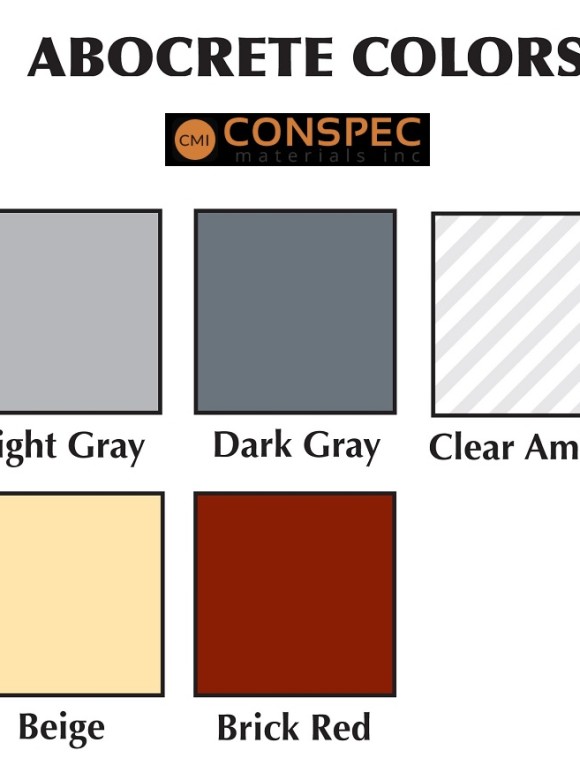 ABOCRETE COLORS
CMI CONSPEC
materials inc
ight Gray
Dark Gray
Clear Am
Beige
Brick Red